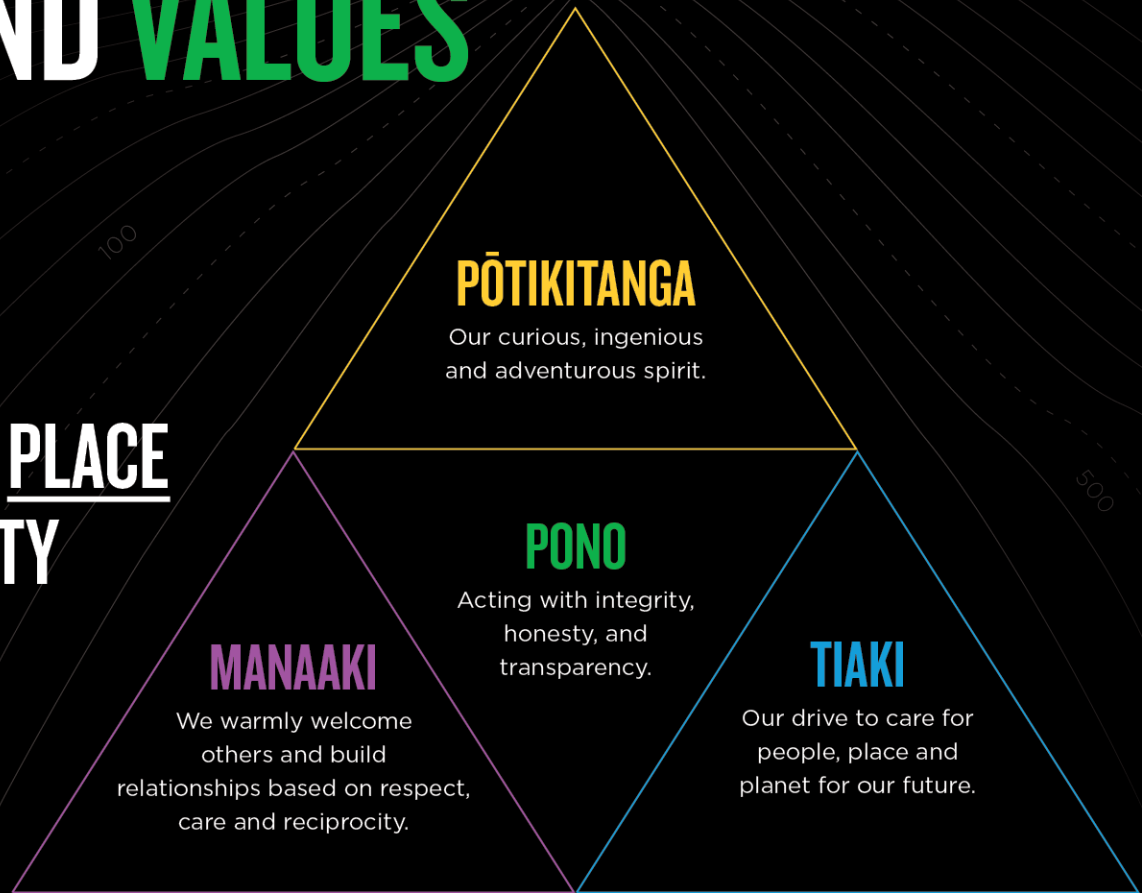 ND VALUES
100
PŌTIKITANGA
Our curious, ingenious
and adventurous spirit.
PLACE
TY
500
PONO
Acting with integrity,
honesty, and
transparency.
MANAAKI
We warmly welcome
others and build
relationships based on respect,
care and reciprocity.
TIAKI
Our drive to care for
people, place and
planet for our future.